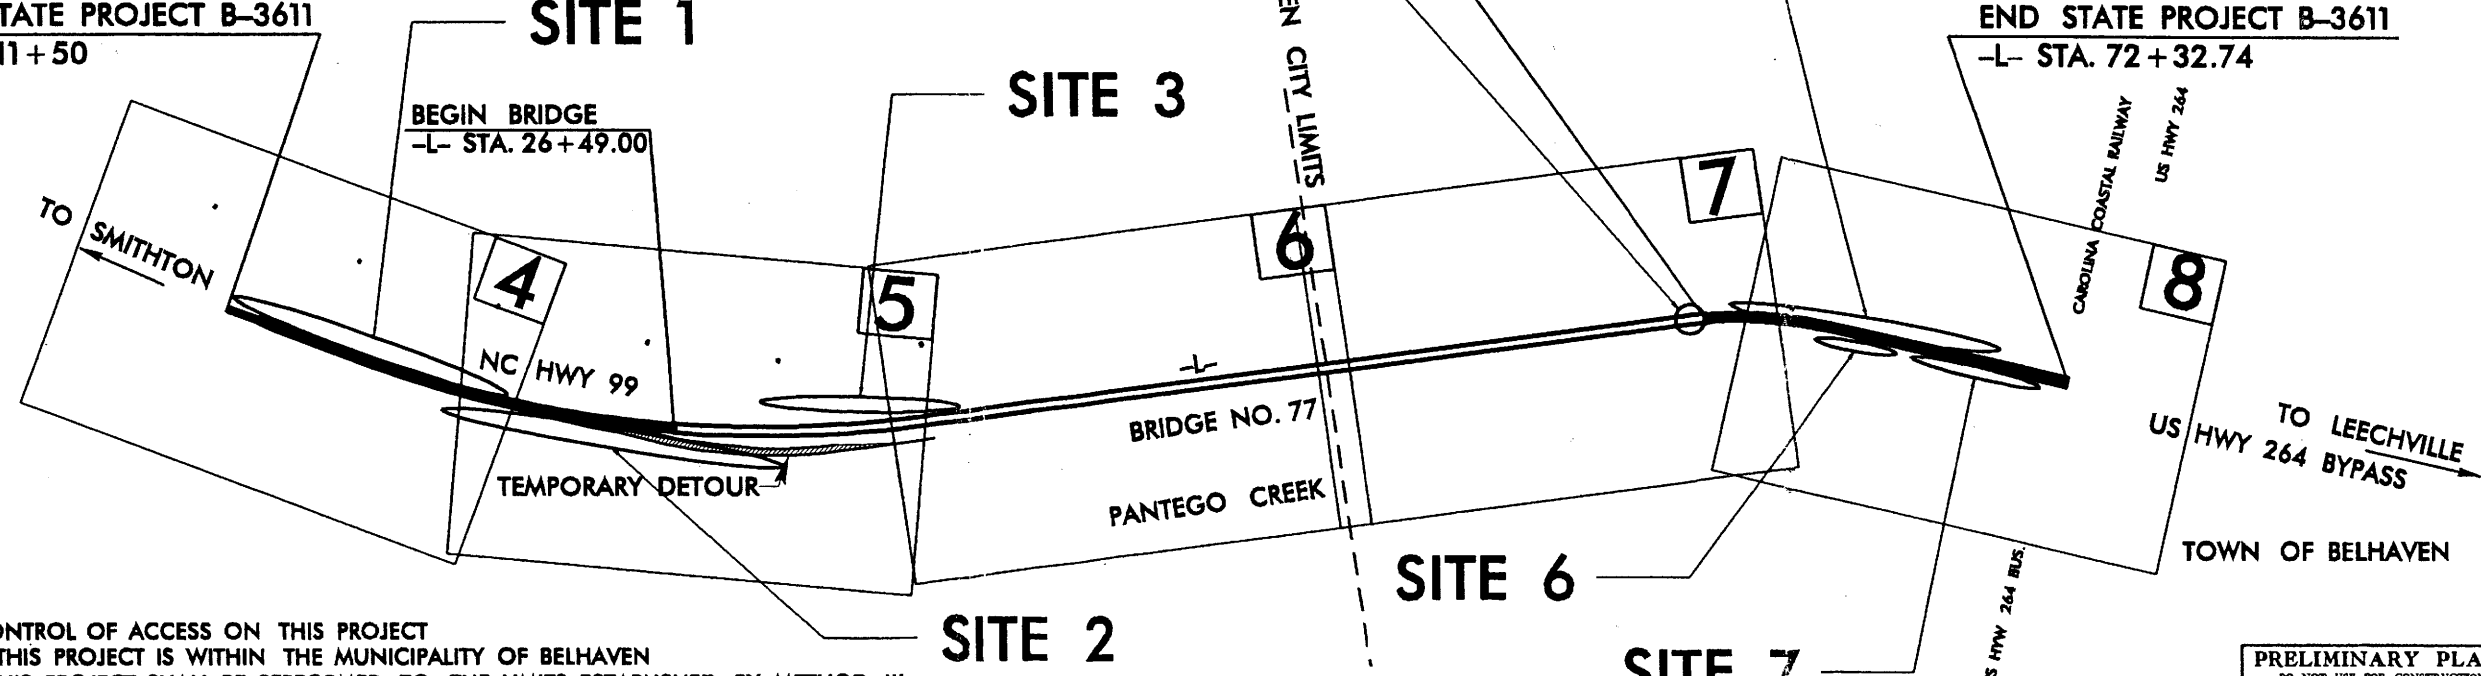 STATE PROJECT B-3611
11+50
SITE 1
END STATE PROJECT B-3611
-L- STA. 72+32.74
SITE 3
BEGIN BRIDGE
-L- STA. 26+49.00
CITY LIMITS
CAROLINA COASTAL RAILWAY
US HWY 264
TO SMITHTON
4
5
6
7
8
NC HWY 99
-L-
BRIDGE NO. 77
TEMPORARY DETOUR
PANTEGO CREEK
TO LEECHVILLE
US HWY 264 BYPASS
TOWN OF BELHAVEN
SITE 6
SITE 2
SITE 7
HWY 264 BUS.
CONTROL OF ACCESS ON THIS PROJECT
THIS PROJECT IS WITHIN THE MUNICIPALITY OF BELHAVEN
PRELIMINARY PLA